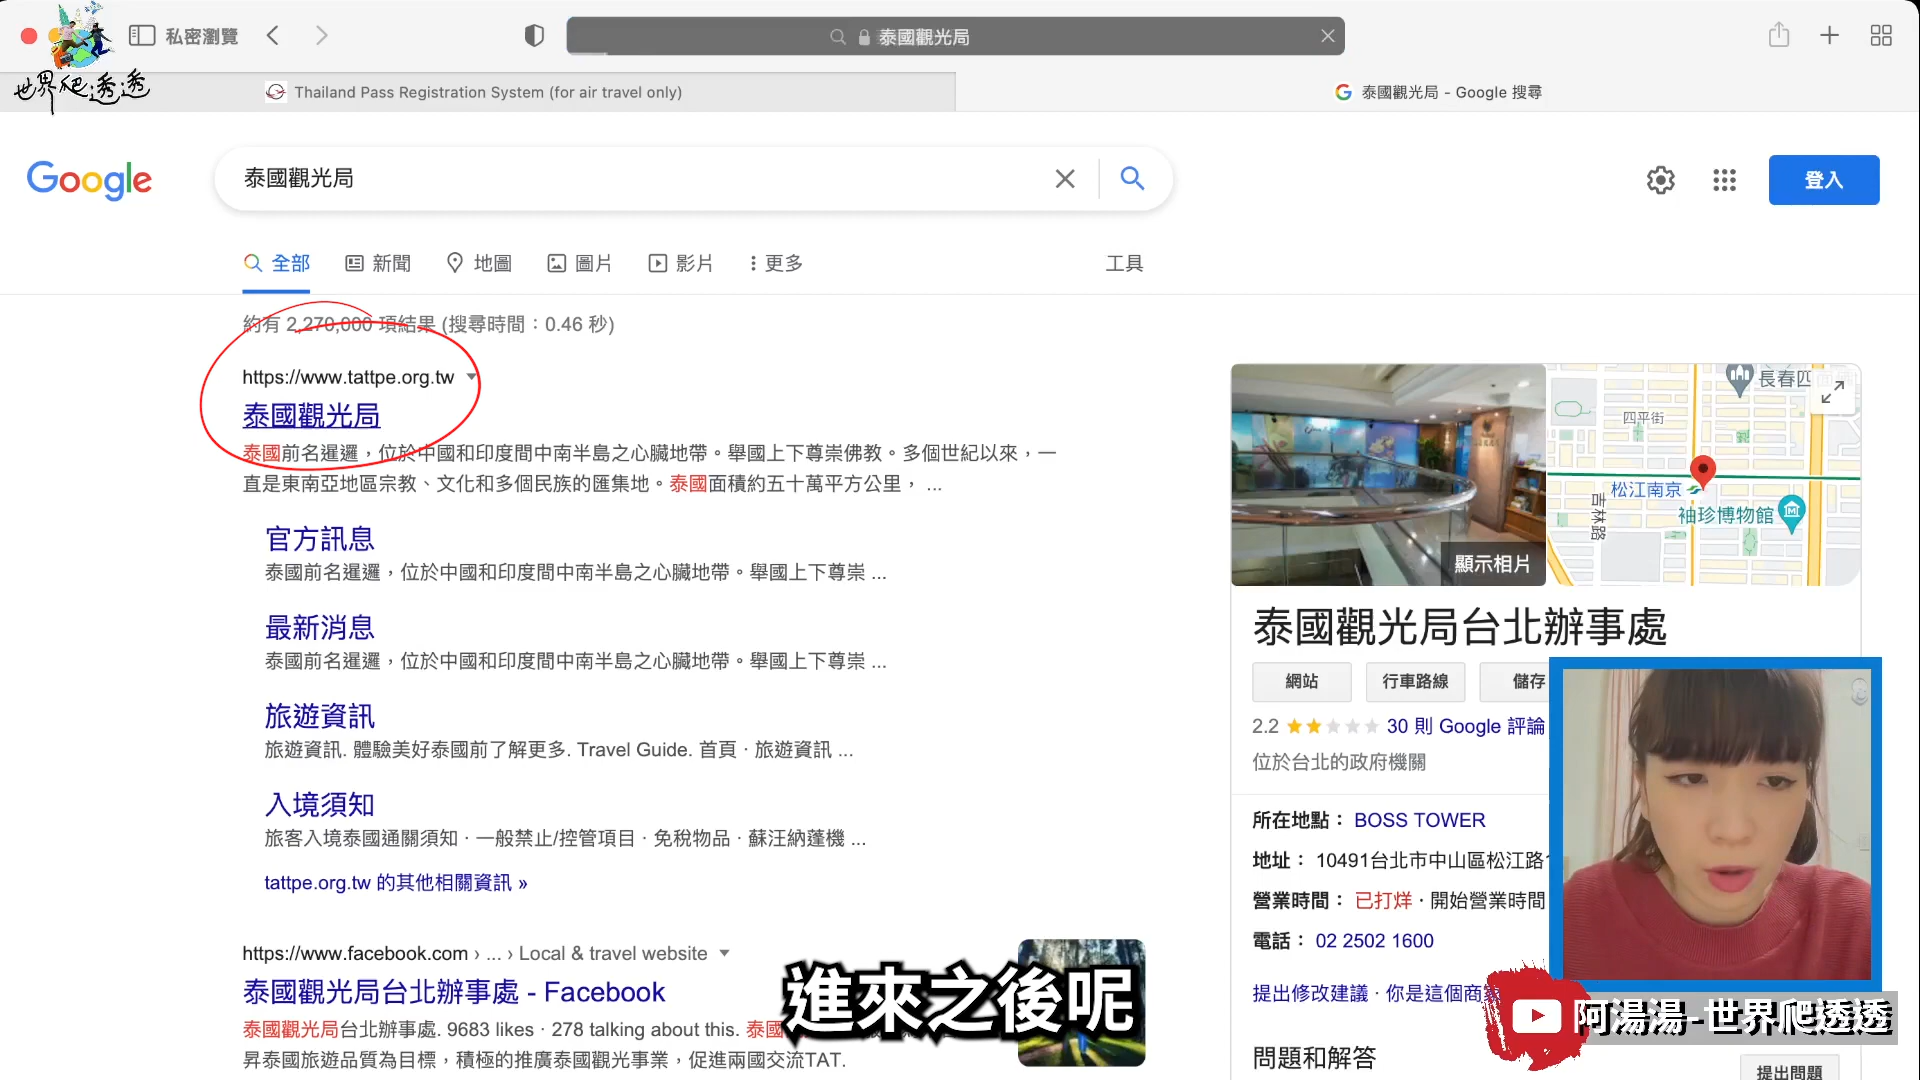 私密瀏覽
泰國觀光局
世界爬透透
Thailand Pass Registration System (for air travel only)
泰國觀光局 - Google 搜尋
Google
泰國觀光局
登入
全部
新聞
地圖
圖片
影片
更多
工具
約有 2,270,000 項結果 (搜尋時間：0.46 秒)
https://www.tattpe.org.tw
泰國觀光局
泰國前名暹邏，位於中國和印度間中南半島之心臟地帶。舉國上下尊崇佛教。多個世紀以來，一
直是東南亞地區宗教、文化和多個民族的匯集地。泰國面積約五十萬平方公里， ...
官方訊息
泰國前名暹邏，位於中國和印度間中南半島之心臟地帶。舉國上下尊崇 ...
最新消息
泰國前名暹邏，位於中國和印度間中南半島之心臟地帶。舉國上下尊崇 ...
旅遊資訊
旅遊資訊. 體驗美好泰國前了解更多. Travel Guide. 首頁 · 旅遊資訊 ...
入境須知
旅客入境泰國通關須知 · 一般禁止/控管項目 · 免稅物品 · 蘇汪納蓬機 ...
tattpe.org.tw 的其他相關資訊 »
https://www.facebook.com › ... › Local & travel website
泰國觀光局台北辦事處 - Facebook
泰國觀光局台北辦事處. 9683 likes · 278 talking about this. 泰國
昇泰國旅遊品質為目標，積極的推廣泰國觀光事業，促進兩國交流TAT.
進來之後呢
顯示相片
長春四
四平街
松江南京
吉林路
袖珍博物館
泰國觀光局台北辦事處
網站
行車路線
儲存
2.2
30 則 Google 評論
位於台北的政府機關
所在地點： BOSS TOWER
地址： 10491台北市中山區松江路
營業時間： 已打烊 · 開始營業時間
電話： 02 2502 1600
提出修改建議 · 你是這個商家
阿湯湯-世界爬透透
問題和解答
提出問題